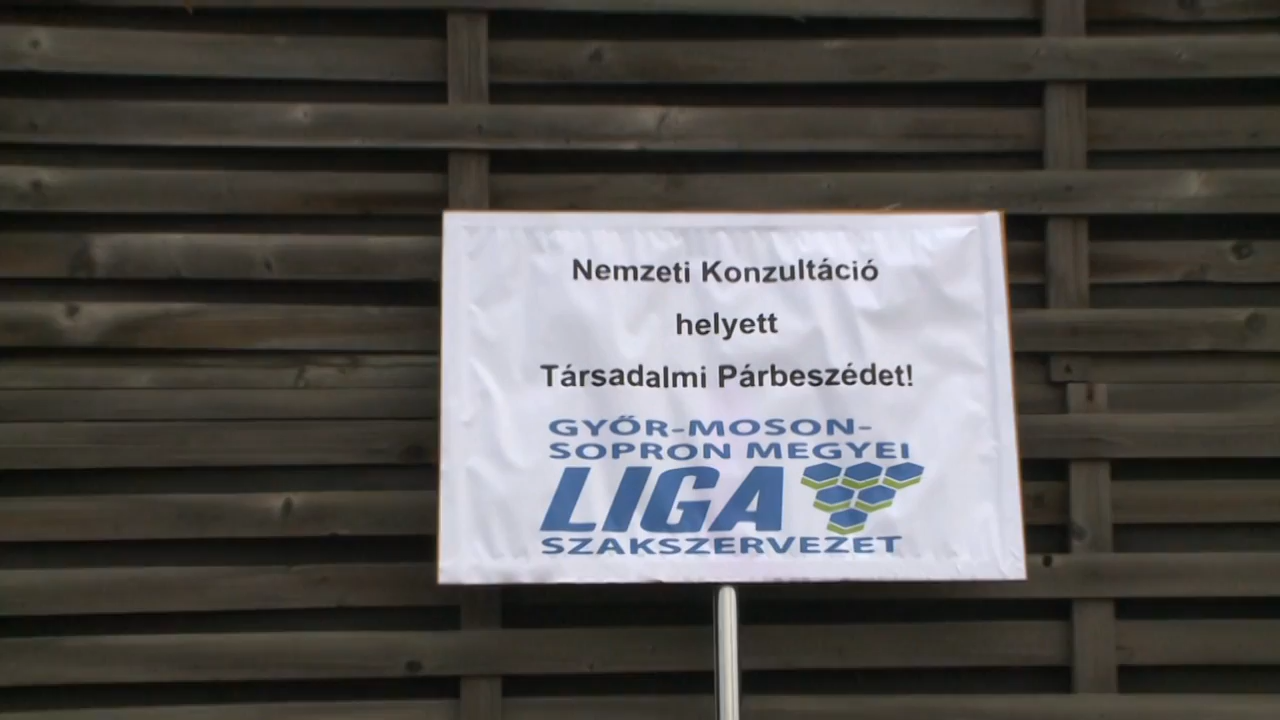 Nemzeti Konzultáció
helyett
Társadalmi Párbeszédet!
GYŐR-MOSON-
SOPRON MEGYEI
LIGA
SZAKSZERVEZET